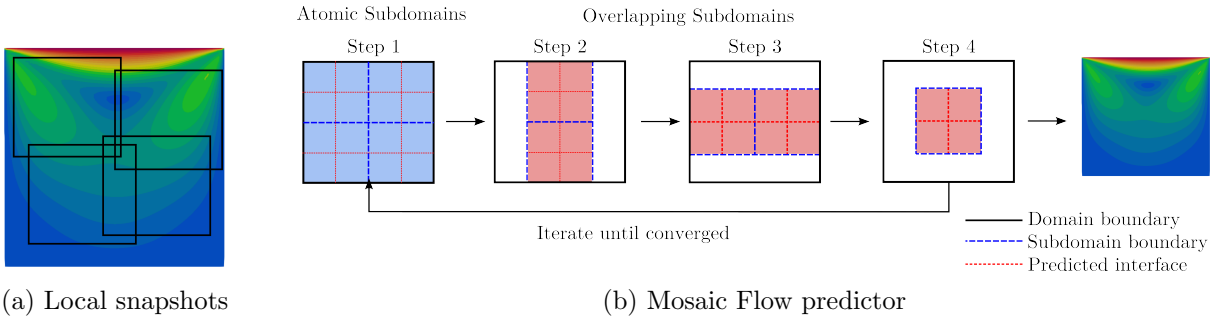 Atomic Subdomains
Overlapping Subdomains
Step 1
Step 2
Step 3
Step 4
Iterate until converged
Domain boundary
Subdomain boundary
Predicted interface
(a) Local snapshots
(b) Mosaic Flow predictor